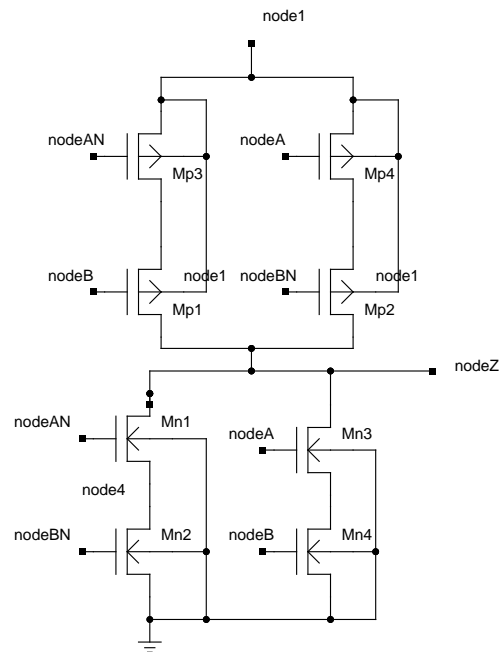 node1
nodeAN
nodeA
Mp3
Mp4
nodeB
node1
nodeBN
node1
Mp1
Mp2
nodeZ
nodeAN
Mn1
nodeA
Mn3
node4
nodeBN
Mn2
nodeB
Mn4